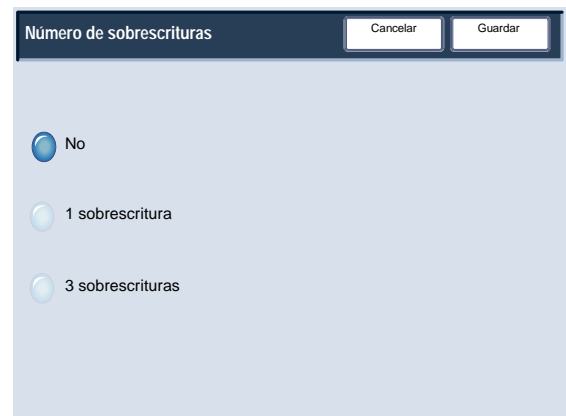 Número de sobrescrituras
Cancelar
Guardar
No
1 sobrescritura
3 sobrescrituras